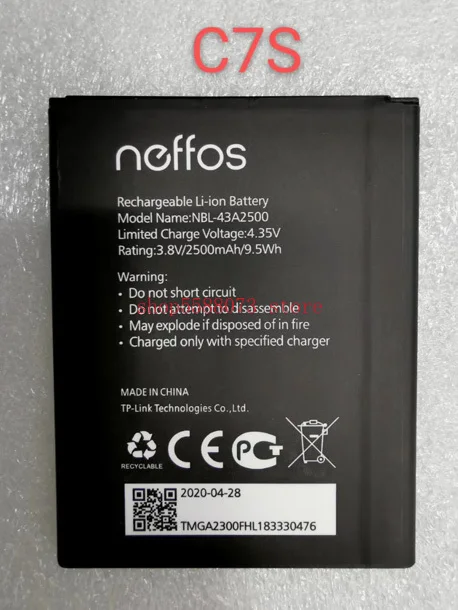 C7S
neffos
Rechargeable Li-ion Battery
Model Name:NBL-43A2500
Limited Charge Voltage:4.35V
Rating:3.8V/2500mAh/9.5Wh
Warning:
• Do not short circuit
• Do not attempt to disassemble
• May explode if disposed of in fire
• Charged only with specified charger
MADE IN CHINA
TP-Link Technologies Co.,Ltd.
RECYCLABLE
CE
2020-04-28
TMGA2300FHL183330476